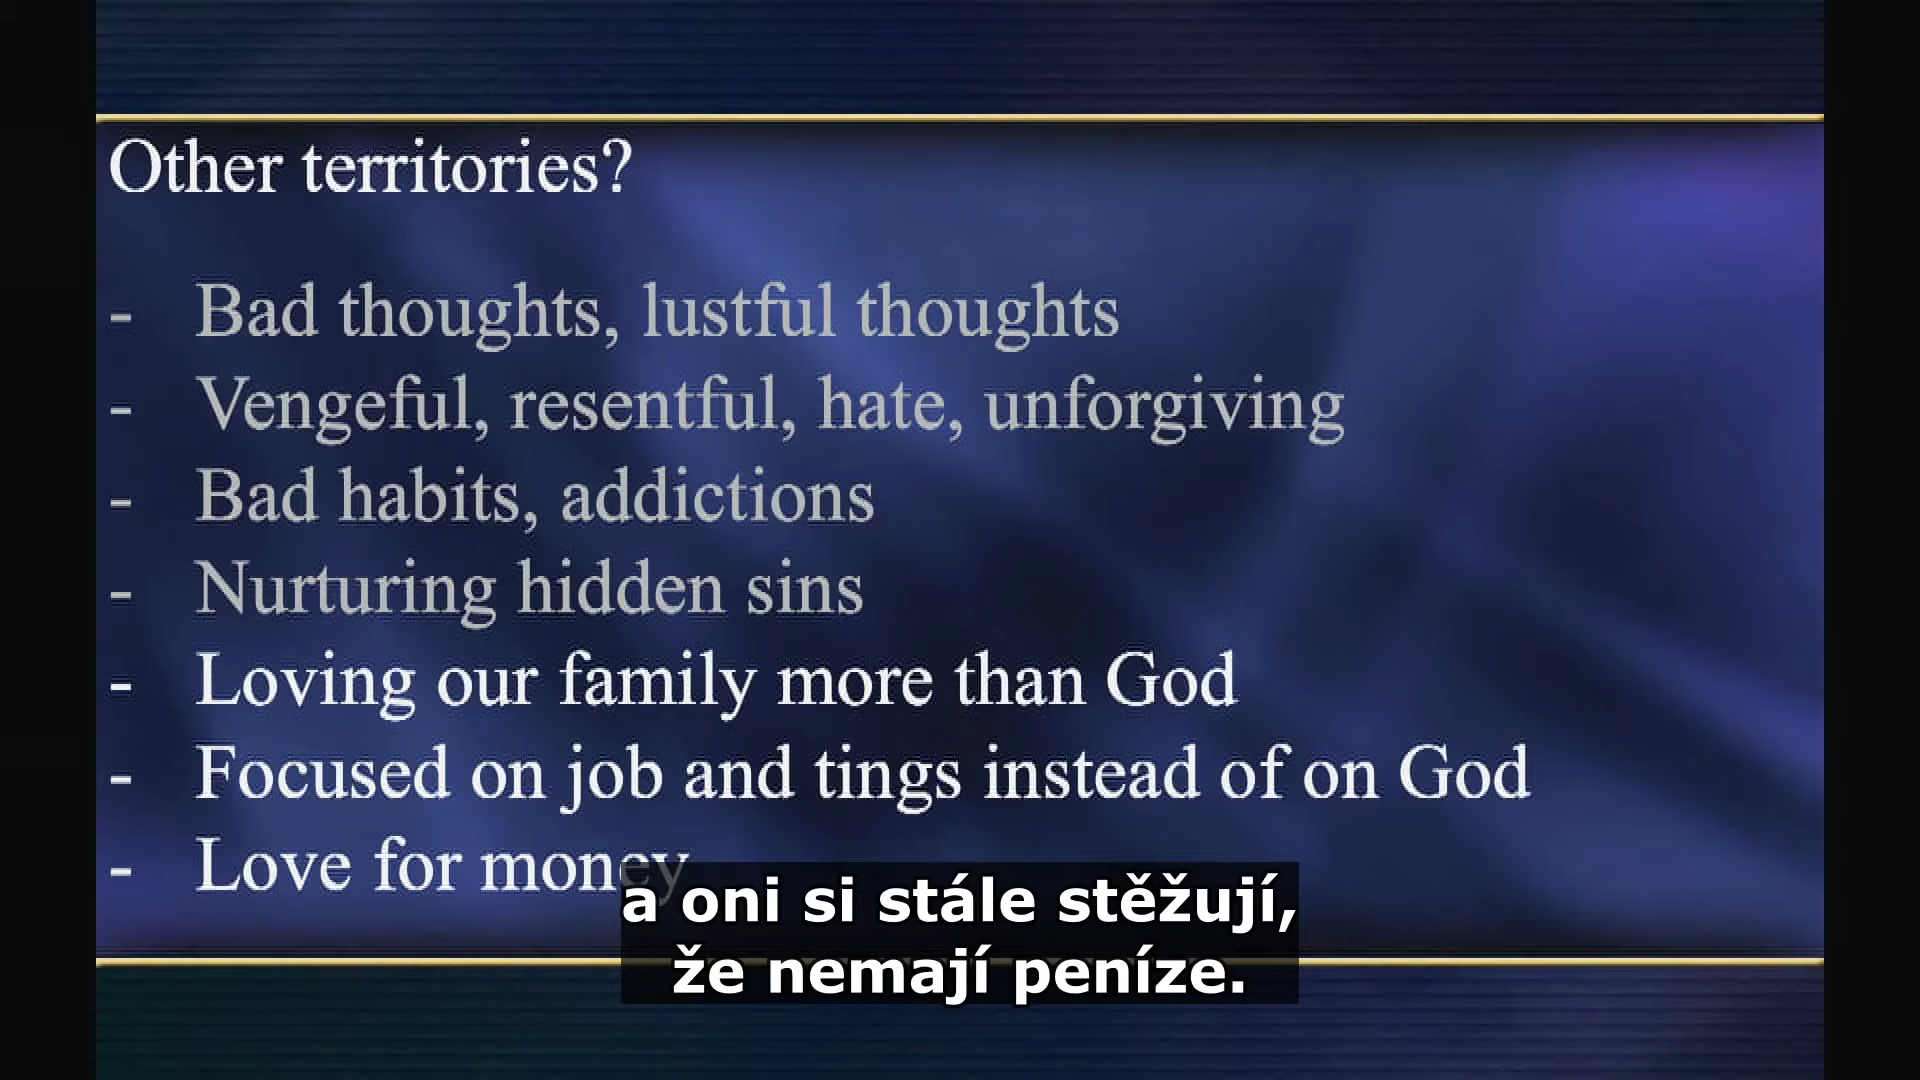 Other territories?
- Bad thoughts, lustful thoughts
- Vengeful, resentful, hate, unforgiving
- Bad habits, addictions
- Nurturing hidden sins
- Loving our family more than God
- Focused on job and tings instead of on God
- Love for money
a oni si stále stěžují,
že nemají peníze.